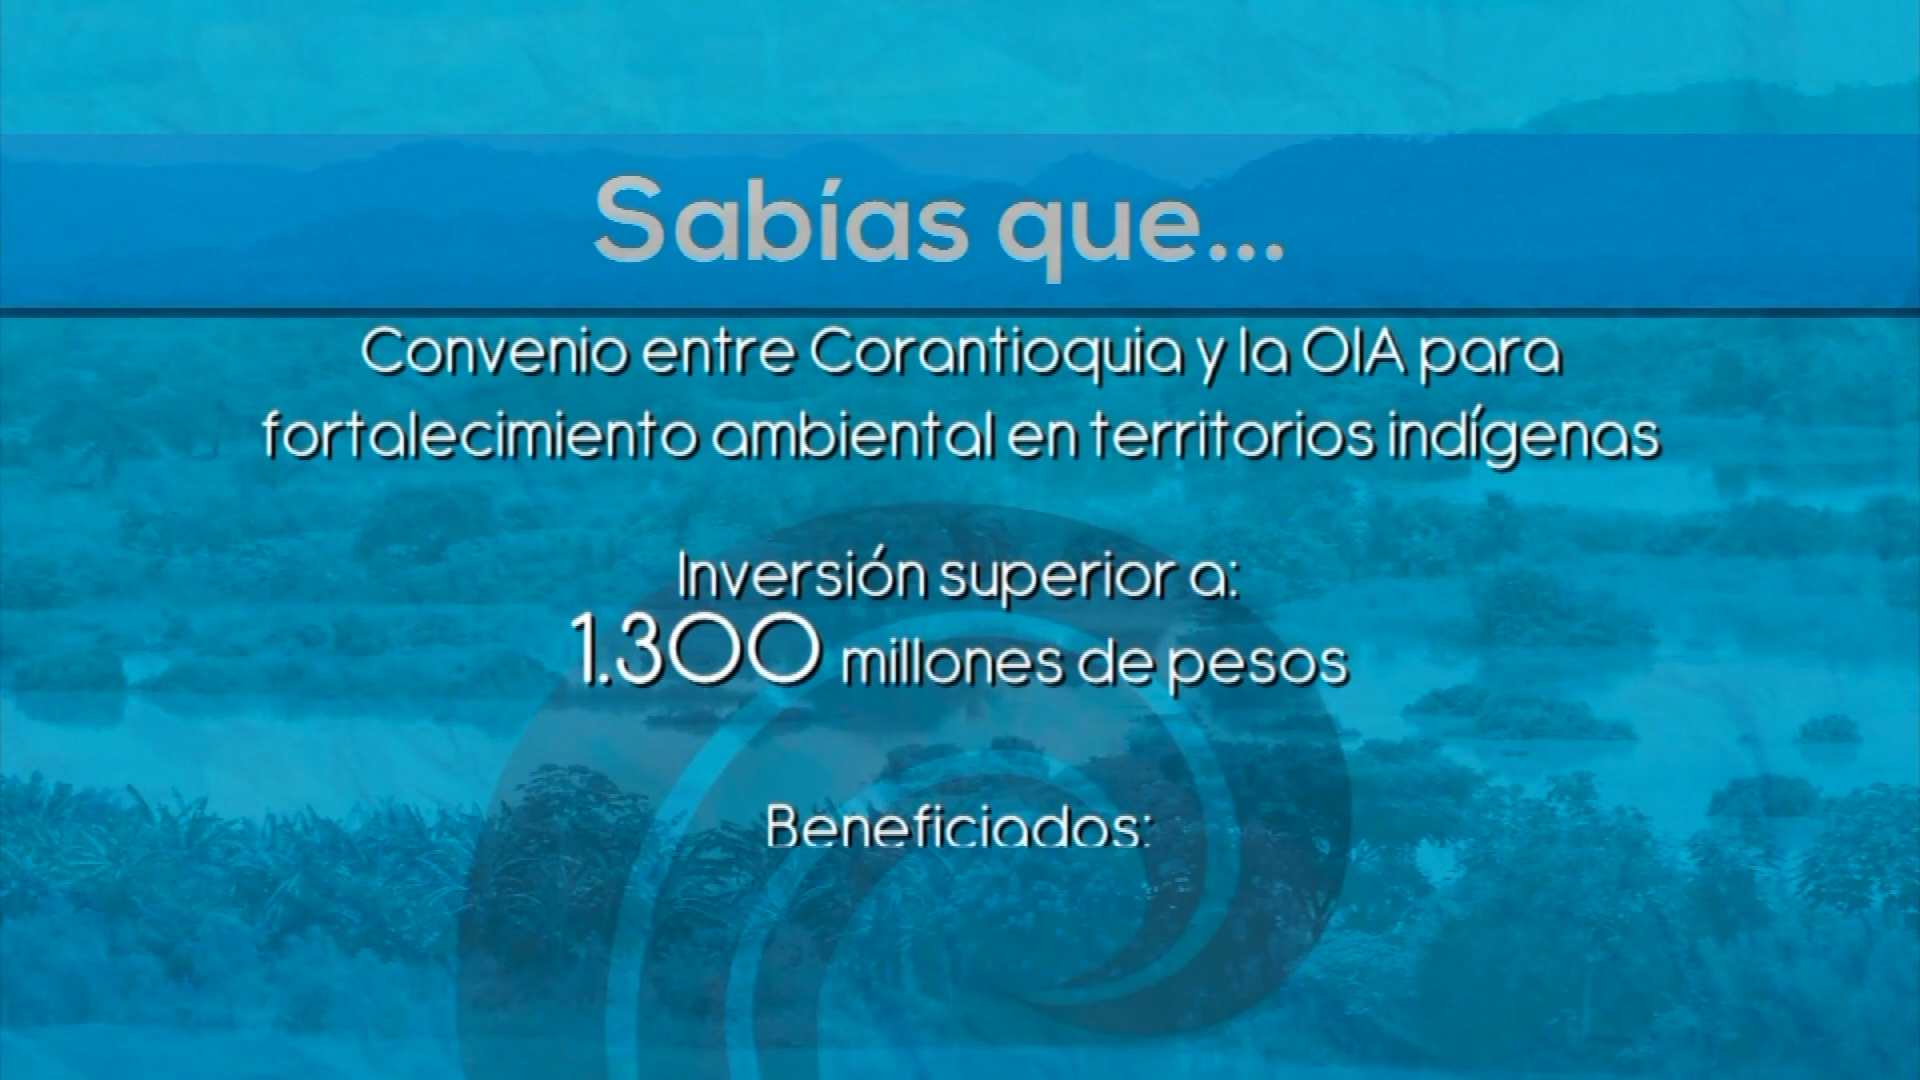 Sabías que...
Convenio entre Corantioquia y la OIA para
fortalecimiento ambiental en territorios indígenas
Inversión superior a:
1.300 millones de pesos
Beneficiados: